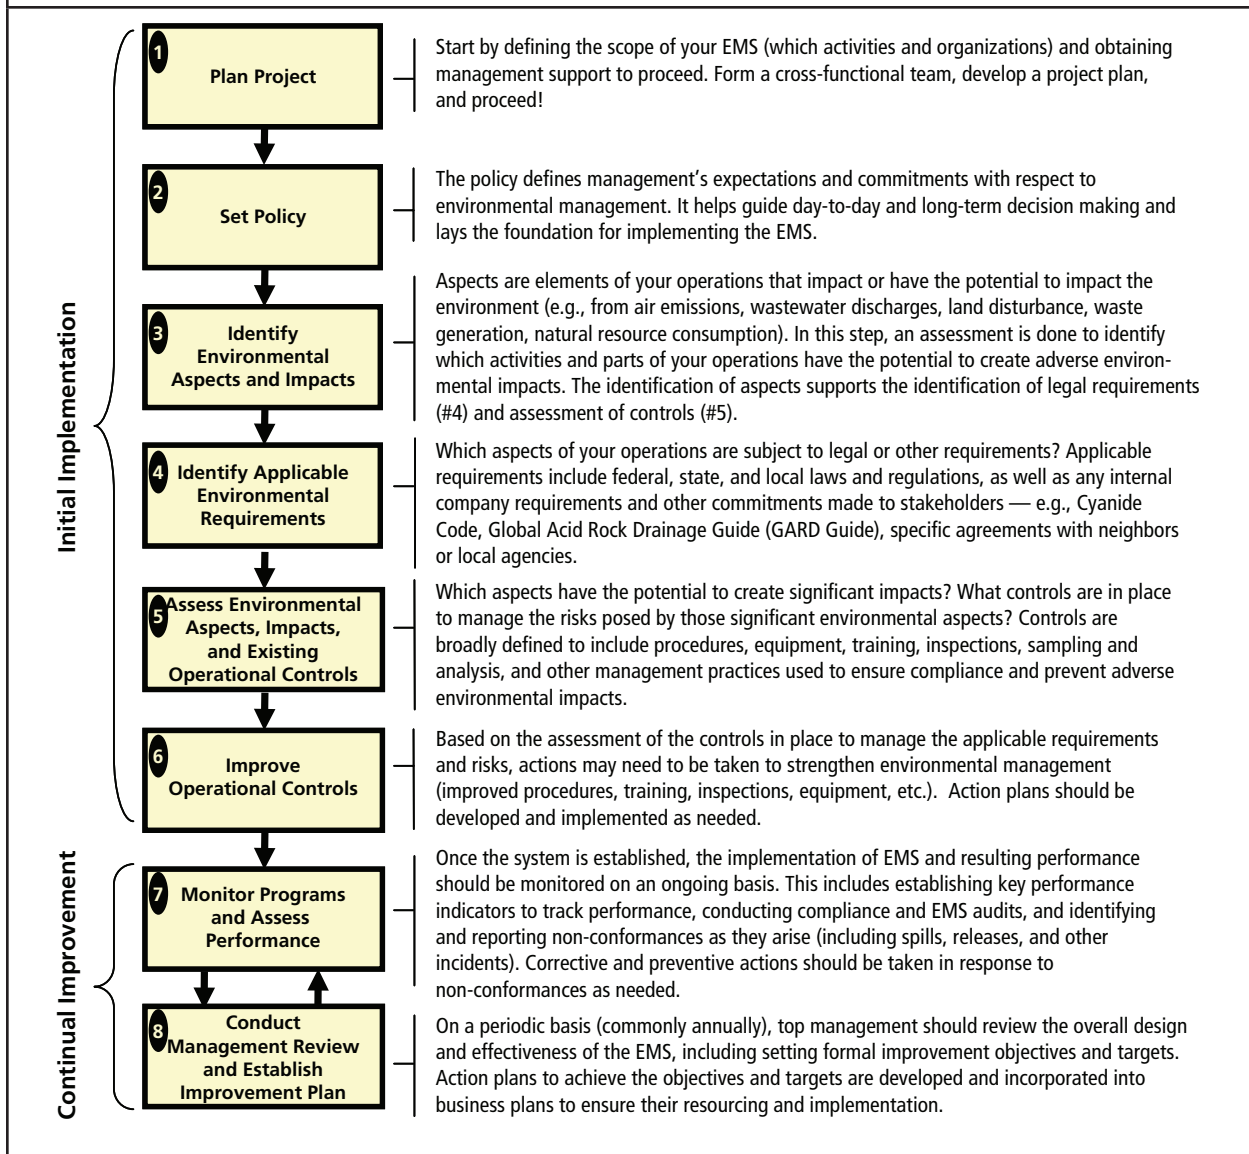 Initial Implementation
1
Plan Project
Start by defining the scope of your EMS (which activities and organizations) and obtaining
management support to proceed. Form a cross-functional team, develop a project plan,
and proceed!
2
Set Policy
The policy defines management’s expectations and commitments with respect to
environmental management. It helps guide day-to-day and long-term decision making and
lays the foundation for implementing the EMS.
3
Identify
Environmental
Aspects and Impacts
Aspects are elements of your operations that impact or have the potential to impact the
environment (e.g., from air emissions, wastewater discharges, land disturbance, waste
generation, natural resource consumption). In this step, an assessment is done to identify
which activities and parts of your operations have the potential to create adverse environ-
mental impacts. The identification of aspects supports the identification of legal requirements
(#4) and assessment of controls (#5).
4
Identify Applicable
Environmental
Requirements
Which aspects of your operations are subject to legal or other requirements? Applicable
requirements include federal, state, and local laws and regulations, as well as any internal
company requirements and other commitments made to stakeholders — e.g., Cyanide
Code, Global Acid Rock Drainage Guide (GARD Guide), specific agreements with neighbors
or local agencies.
5
Assess Environmental
Aspects, Impacts,
and Existing
Operational Controls
Which aspects have the potential to create significant impacts? What controls are in place
to manage the risks posed by those significant environmental aspects? Controls are
broadly defined to include procedures, equipment, training, inspections, sampling and
analysis, and other management practices used to ensure compliance and prevent adverse
environmental impacts.
6
Improve
Operational Controls
Based on the assessment of the controls in place to manage the applicable requirements
and risks, actions may need to be taken to strengthen environmental management
(improved procedures, training, inspections, equipment, etc.). Action plans should be
developed and implemented as needed.
Continual Improvement
7
Monitor Programs
and Assess
Performance
Once the system is established, the implementation of EMS and resulting performance
should be monitored on an ongoing basis. This includes establishing key performance
indicators to track performance, conducting compliance and EMS audits, and identifying
and reporting non-conformances as they arise (including spills, releases, and other
incidents). Corrective and preventive actions should be taken in response to
non-conformances as needed.
8
Conduct
Management Review
and Establish
Improvement Plan
On a periodic basis (commonly annually), top management should review the overall design
and effectiveness of the EMS, including setting formal improvement objectives and targets.
Action plans to achieve the objectives and targets are developed and incorporated into
business plans to ensure their resourcing and implementation.